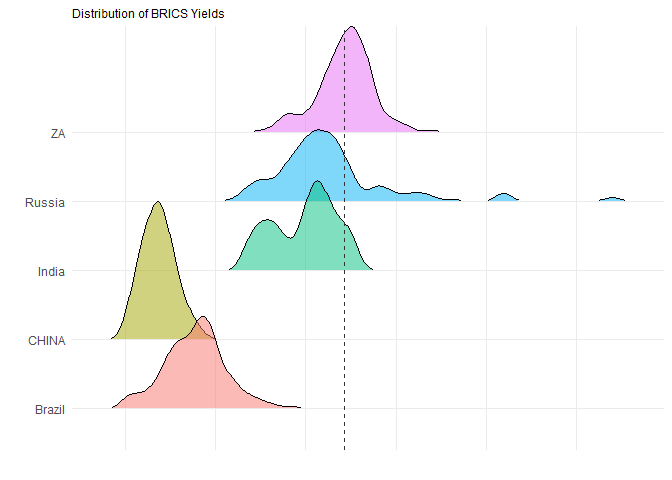 Distribution of BRICS Yields
ZA
Russia
India
CHINA
Brazil